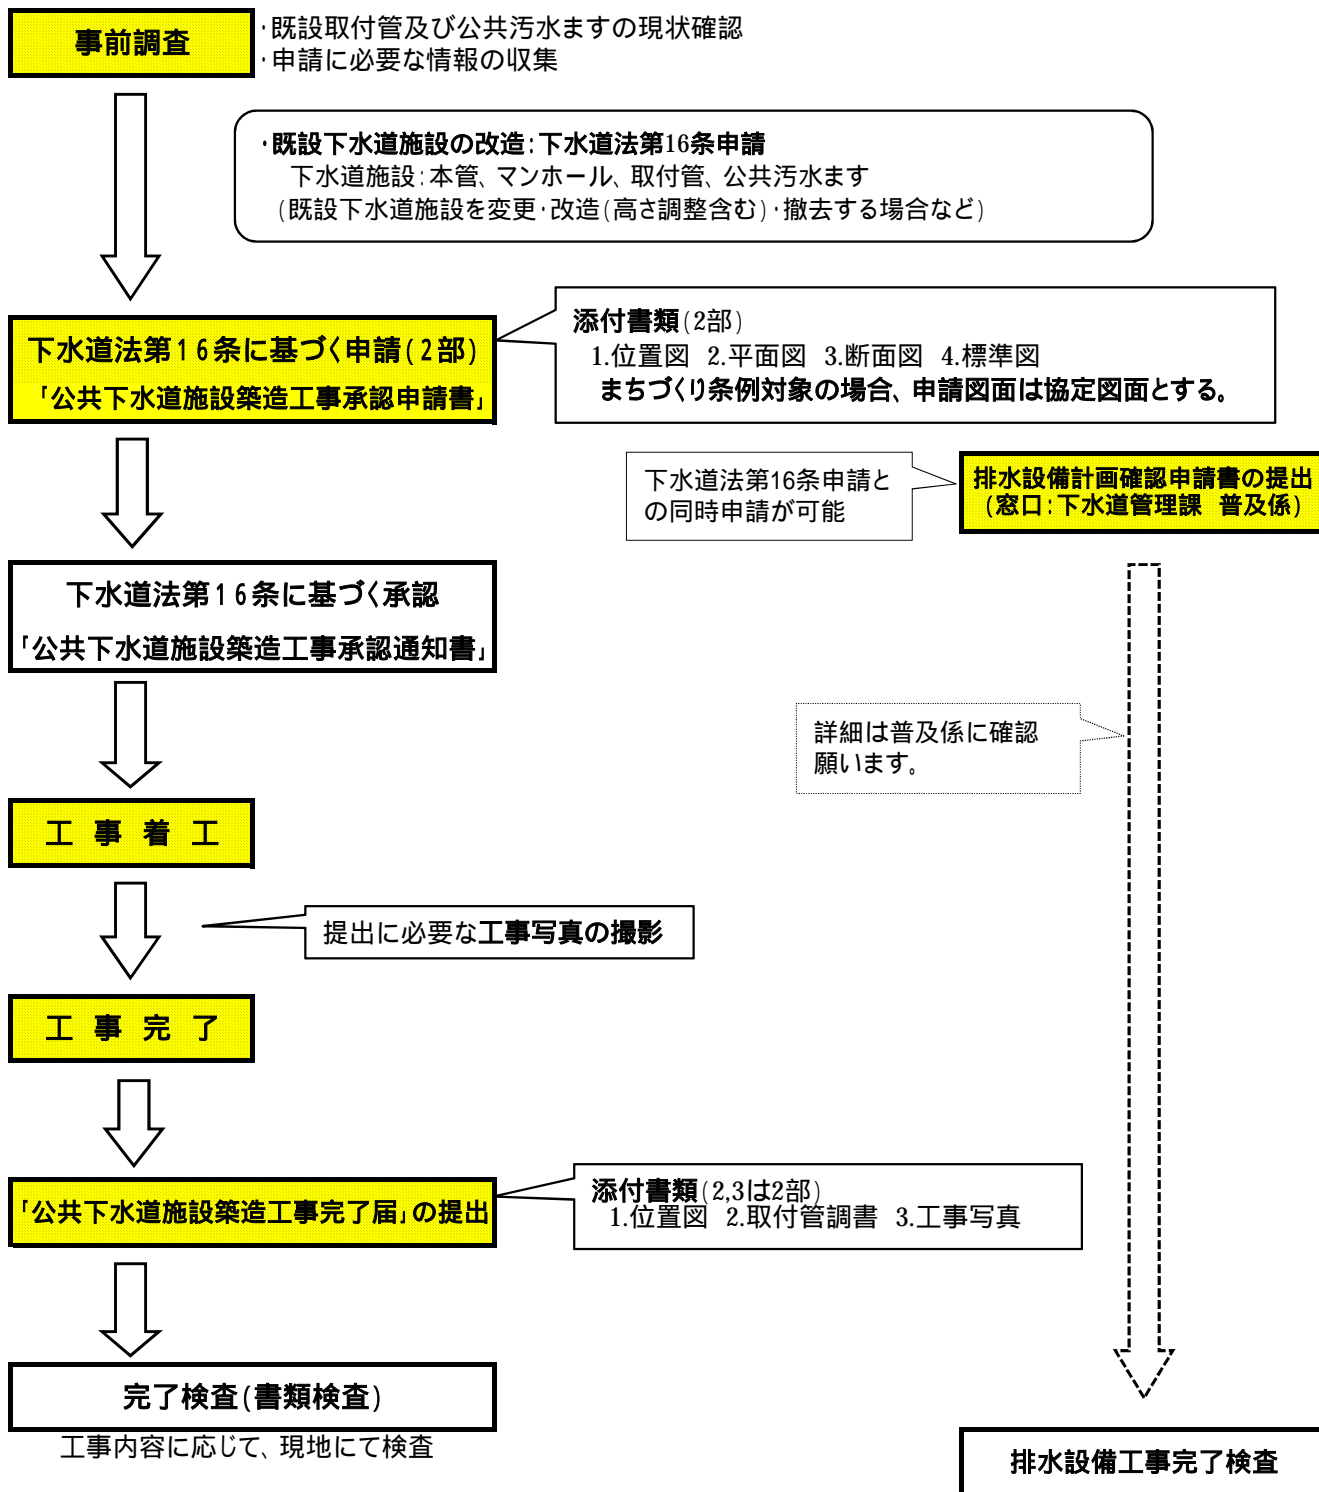 事前調査
・既設取付管及び公共汚水ますの現状確認
・申請に必要な情報の収集
・既設下水道施設の改造:下水道法第16条申請
下水道施設:本管、マンホール、取付管、公共汚水ます
(既設下水道施設を変更・改造(高さ調整含む)・撤去する場合など)
下水道法第16条に基づく申請(2部)
「公共下水道施設築造工事承認申請書」
添付書類(2部)
1.位置図 2.平面図 3.断面図 4.標準図
まちづくり条例対象の場合、申請図面は協定図面とする。
下水道法第16条申請と
の同時申請が可能
排水設備計画確認申請書の提出
(窓口:下水道管理課 普及係)
下水道法第16条に基づく承認
「公共下水道施設築造工事承認通知書」
詳細は普及係に確認
願います。
工 事 着 工
提出に必要な工事写真の撮影
工 事 完 了
「公共下水道施設築造工事完了届」の提出
添付書類(2,3は2部)
1.位置図 2.取付管調書 3.工事写真
完了検査(書類検査)
工事内容に応じて、現地にて検査
排水設備工事完了検査